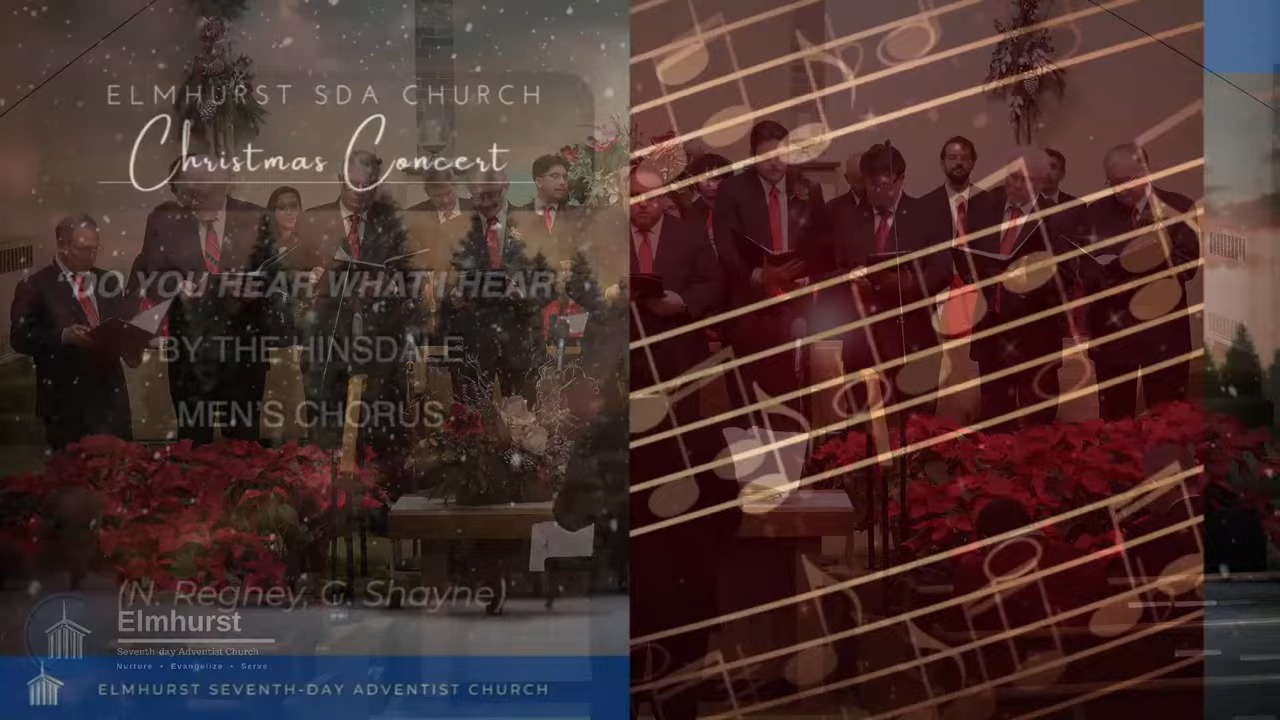 ELMHURST SDA CHURCH
Christmas Concert
"DO YOU HEAR WHAT I HEAR"
BY THE HINSDALE
MEN'S CHORUS
(N. Regney, G. Shayne)
Elmhurst
Seventh-day Adventist Church
Nurture • Evangelize • Serve
ELMHURST SEVENTH-DAY ADVENTIST CHURCH